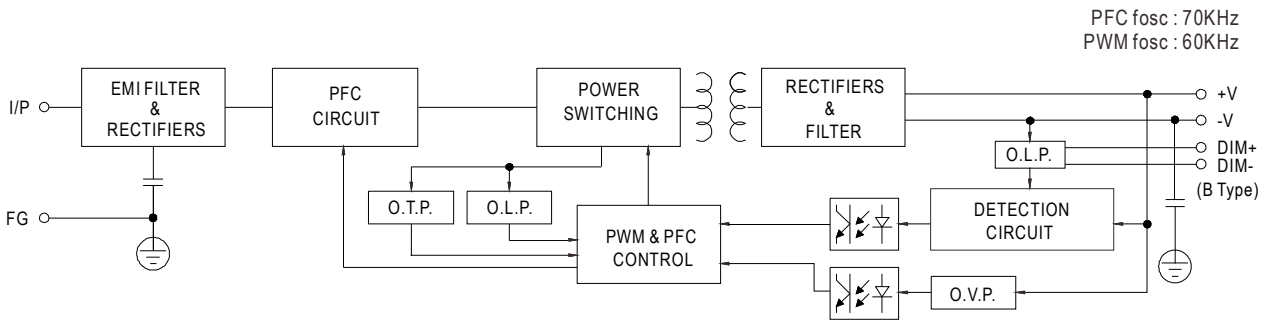 PFC fosc : 70KHz
PWM fosc : 60KHz
I/P
EMI FILTER
&
RECTIFIERS
PFC
CIRCUIT
POWER
SWITCHING
RECTIFIERS
&
FILTER
+V
-V
DIM+
DIM-
(B Type)
O.L.P.
FG
O.T.P.
O.L.P.
PWM & PFC
CONTROL
DETECTION
CIRCUIT
O.V.P.